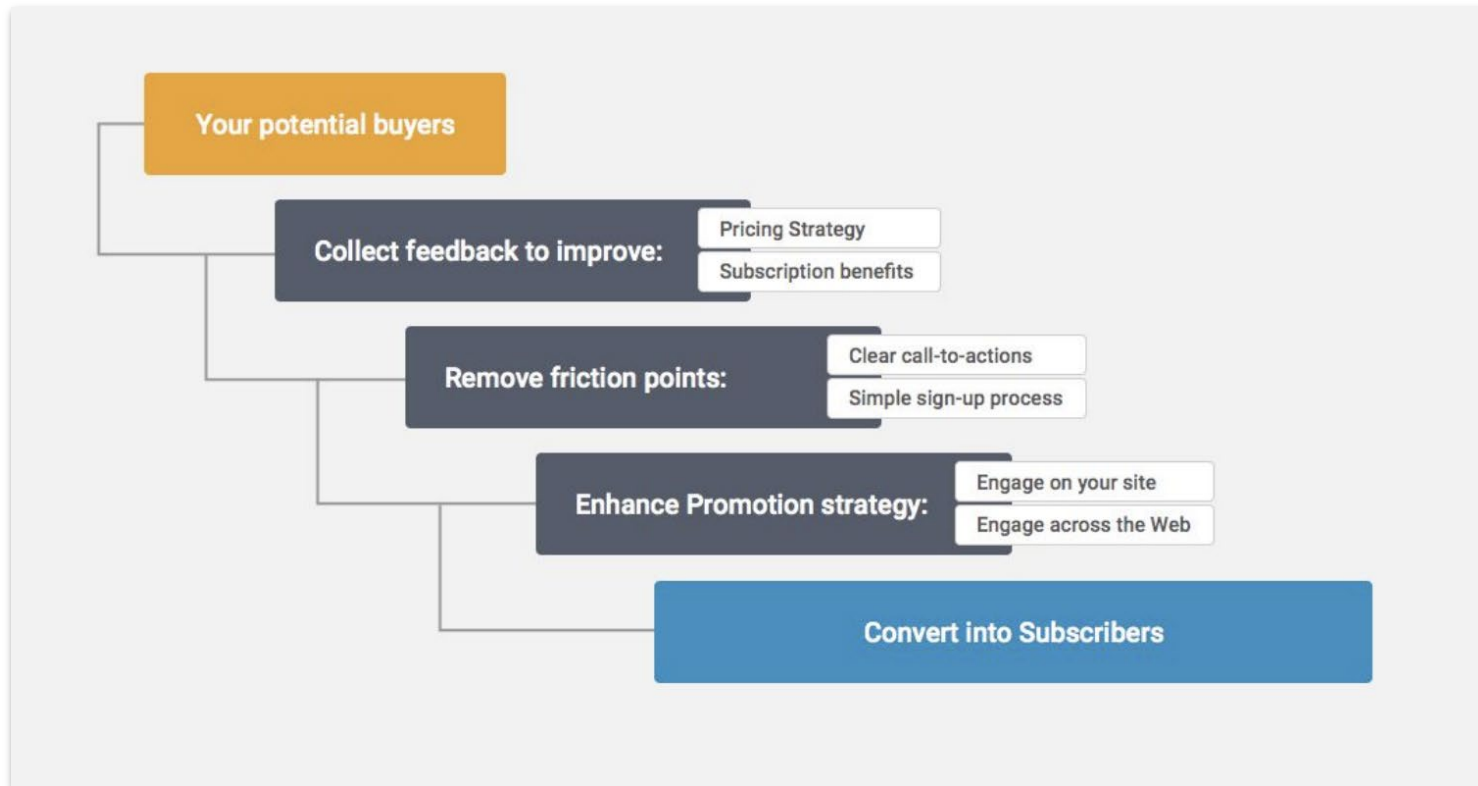 Your potential buyers
Collect feedback to improve:
Pricing Strategy
Subscription benefits
Remove friction points:
Clear call-to-actions
Simple sign-up process
Enhance Promotion strategy:
Engage on your site
Engage across the Web
Convert into Subscribers